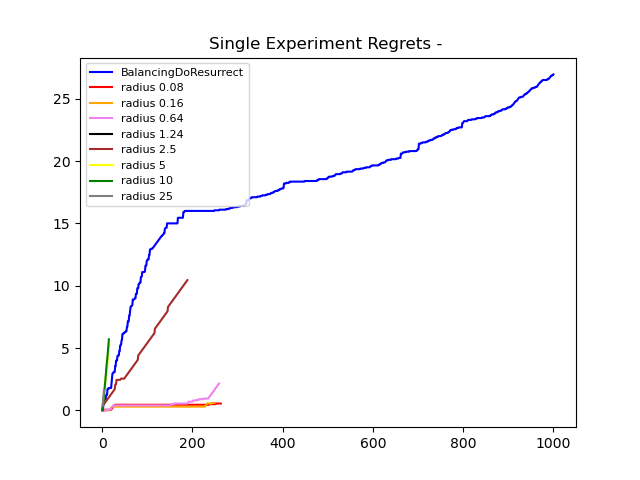 Single Experiment Regrets -
BalancingDoResurrect
radius 0.08
radius 0.16
radius 0.64
radius 1.24
radius 2.5
radius 5
radius 10
radius 25
25
20
15
10
5
0
0 200 400 600 800 1000